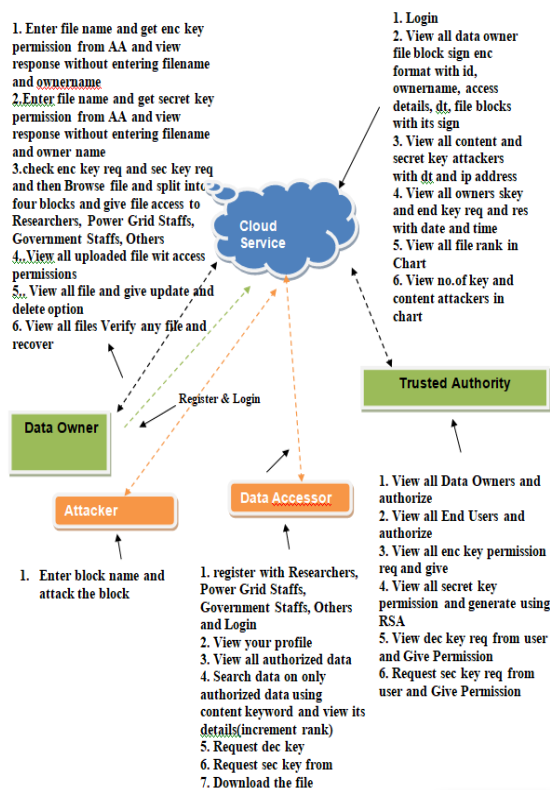 1. Enter file name and get enc key
permission from AA and view
response without entering filename
and ownername
2.Enter file name and get secret key
permission from AA and view
response without entering filename
and owner name
3.check enc key req and sec key req
and then Browse file and split into
four blocks and give file access to
Researchers, Power Grid Staffs,
Government Staffs, Others
4..View all uploaded file wit access
permissions
5.. View all file and give update and
delete option
6. View all files Verify any file and
recover
1. Login
2. View all data owner
file block sign enc
format with id,
ownername, access
details, dt, file blocks
with its sign
3. View all content and
secret key attackers
with dt and ip address
4. View all owners skey
and end key req and res
with date and time
5. View all file rank in
Chart
6. View no.of key and
content attackers in
chart
Cloud
Service
Register & Login
Trusted Authority
Data Owner
Attacker
Data Accessor
1. Enter block name and
attack the block
1. register with Researchers,
Power Grid Staffs,
Government Staffs, Others
and Login
2. View your profile
3. View all authorized data
4. Search data on only
authorized data using
content keyword and view its
details(increment rank)
5. Request dec key
6. Request sec key from
7. Download the file
1. View all Data Owners and
authorize
2. View all End Users and
authorize
3. View all enc key permission
req and give
4. View all secret key
permission and generate using
RSA
5. View dec key req from user
and Give Permission
6. Request sec key req from
user and Give Permission